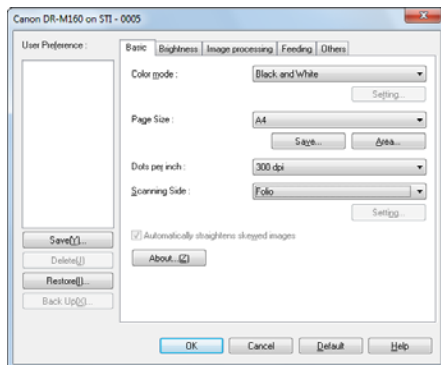 Canon DR-M160 on STI - 0005
User Preference :
Basic Brightness Image processing Feeding Others
Color mode :
Black and White
Setting...
Page Size :
A4
Save... Area...
Dots per inch :
300 dpi
Scanning Side :
Folio
Setting...
Automatically straightens skewed images
About...(Z)
Save(Y)...
Delete(J)
Restore(I)...
Back Up(X)...
OK Cancel Default Help